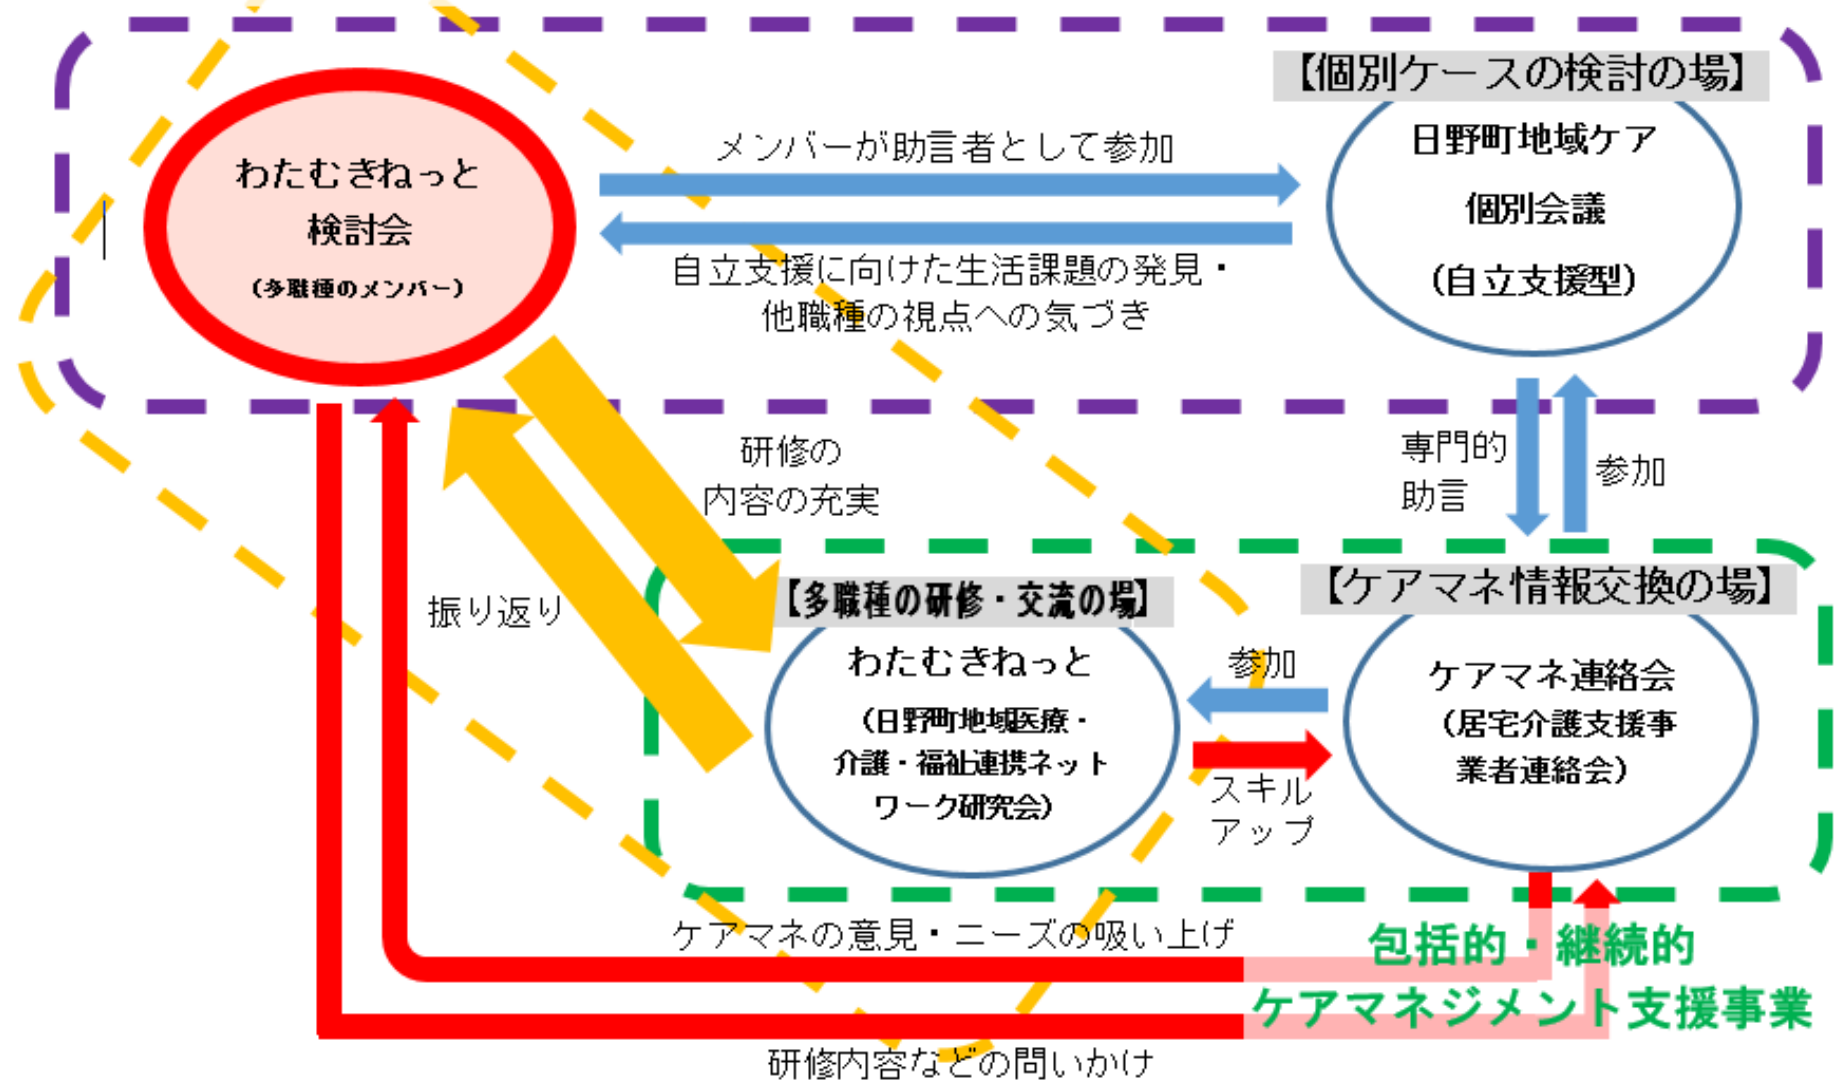 【個別ケースの検討の場】
日野町地域ケア
個別会議
（自立支援型）
わたむきねっと
検討会
（多職種のメンバー）
メンバーが助言者として参加
自立支援に向けた生活課題の発見・
他職種の視点への気づき
研修の
内容の充実
専門的
助言
参加
振り返り
【多職種の研修・交流の場】
わたむきねっと
（日野町地域医療・
介護・福祉連携ネット
ワーク研究会）
参加
スキル
アップ
【ケアマネ情報交換の場】
ケアマネ連絡会
（居宅介護支援事
業者連絡会）
ケアマネの意見・ニーズの吸い上げ
包括的・継続的
ケアマネジメント支援事業
研修内容などの問いかけ